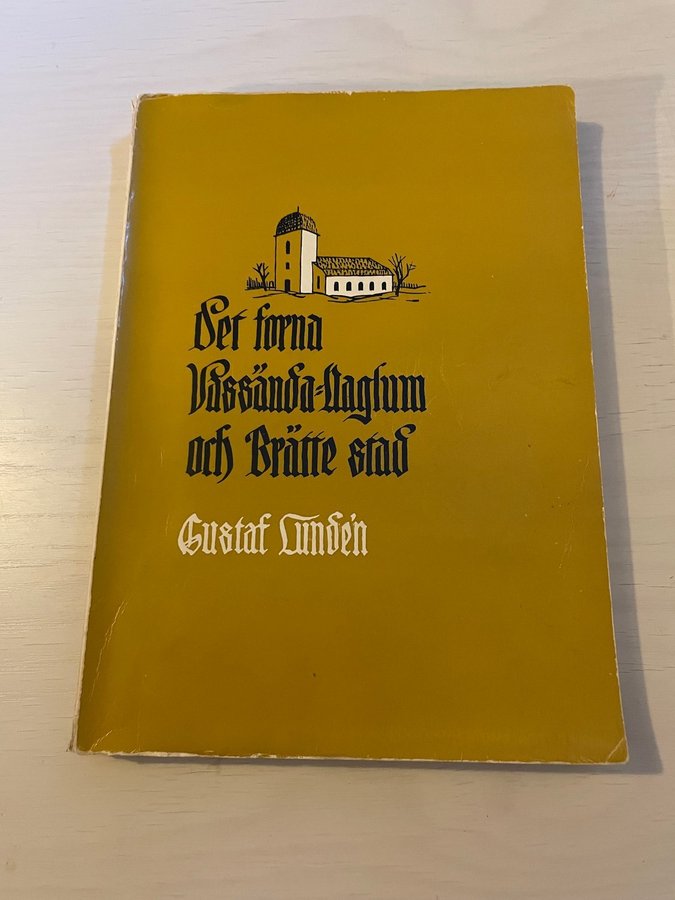 Det forna
Vassända-Naglum
och Brätte stad
Gustaf Lundén